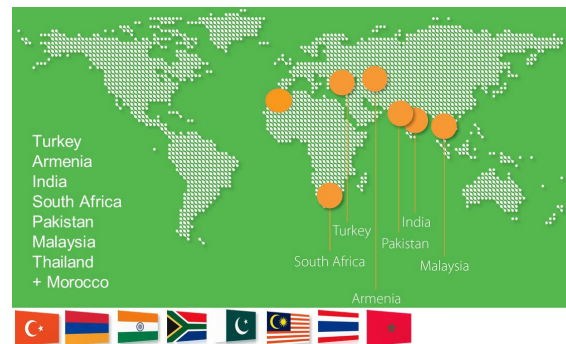 Turkey
Armenia
India
South Africa
Pakistan
Malaysia
Thailand
+ Morocco
India
Turkey
Pakistan
South Africa
Malaysia
Armenia